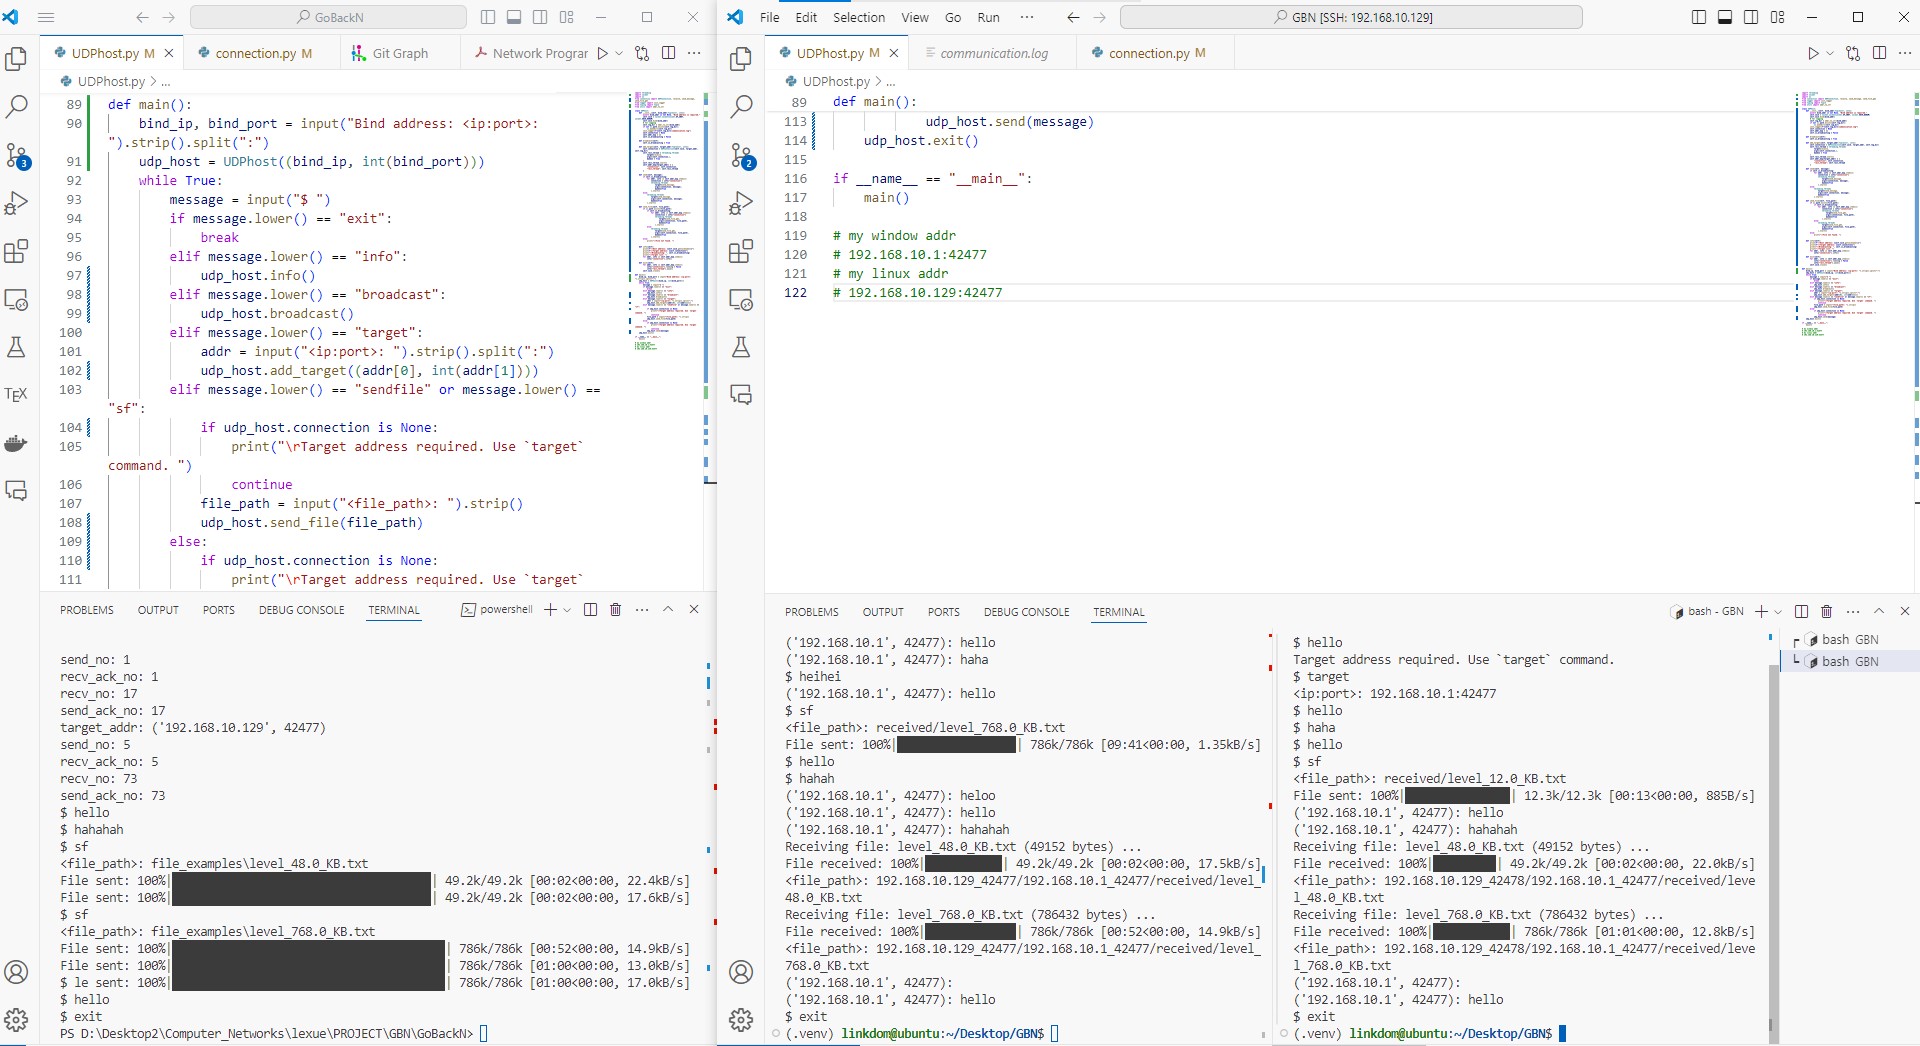 GoBackN
UDPhost.py M
connection.py M
Git Graph
Network Progran
UDPhost.py > ...
89 def main():
90 bind_ip, bind_port = input("Bind address: <ip:port>:
").strip().split(":")
91 udp_host = UDPhost((bind_ip, int(bind_port)))
92 while True:
93 message = input("$ ")
94 if message.lower() == "exit":
95 break
96 elif message.lower() == "info":
97 udp_host.info()
98 elif message.lower() == "broadcast":
99 udp_host.broadcast()
100 elif message.lower() == "target":
101 addr = input("<ip:port>: ").strip().split(":")
102 udp_host.add_target((addr[0], int(addr[1])))
103 elif message.lower() == "sendfile" or message.lower() ==
"sf":
104 if udp_host.connection is None:
105 print("\rTarget address required. Use `target`
command. ")
106 continue
107 file_path = input("<file_path>: ").strip()
108 udp_host.send_file(file_path)
109 else:
110 if udp_host.connection is None:
111 print("\rTarget address required. Use `target`
3
TEX
PROBLEMS OUTPUT PORTS DEBUG CONSOLE TERMINAL
powershell
send_no: 1
recv_ack_no: 1
recv_no: 17
send_ack_no: 17
target_addr: ('192.168.10.129', 42477)
send_no: 5
recv_ack_no: 5
recv_no: 73
send_ack_no: 73
$ hello
$ hahahah
$ sf
<file_path>: file_examples\level_48.0_KB.txt
File sent: 100%| | 49.2k/49.2k [00:02<00:00, 22.4kB/s]
File sent: 100%| | 49.2k/49.2k [00:02<00:00, 17.6kB/s]
$ sf
<file_path>: file_examples\level_768.0_KB.txt
File sent: 100%| | 786k/786k [00:52<00:00, 14.9kB/s]
File sent: 100%| | 786k/786k [01:00<00:00, 13.0kB/s]
$ le sent: 100%| | 786k/786k [01:00<00:00, 17.0kB/s]
$ hello
$ exit
PS D:\Desktop2\Computer_Networks\lexue\PROJECT\GBN\GoBackN>
File Edit Selection View Go Run ...
GBN [SSH: 192.168.10.129]
UDPhost.py M
communication.log
connection.py M
UDPhost.py > ...
89 def main():
113 udp_host.send(message)
114 udp_host.exit()
115
116 if __name__ == "__main__":
117 main()
118
119 # my window addr
120 # 192.168.10.1:42477
121 # my linux addr
122 # 192.168.10.129:42477
2
PROBLEMS OUTPUT PORTS DEBUG CONSOLE TERMINAL
bash - GBN
('192.168.10.1', 42477): hello
('192.168.10.1', 42477): haha
$ heihei
('192.168.10.1', 42477): hello
$ sf
<file_path>: received/level_768.0_KB.txt
File sent: 100%| | 786k/786k [09:41<00:00, 1.35kB/s]
$ hello
$ hahah
('192.168.10.1', 42477): heloo
('192.168.10.1', 42477): hello
('192.168.10.1', 42477): hahahah
Receiving file: level_48.0_KB.txt (49152 bytes) ...
File received: 100%| | 49.2k/49.2k [00:02<00:00, 17.5kB/s]
<file_path>: 192.168.10.129_42477/192.168.10.1_42477/received/level_
48.0_KB.txt
Receiving file: level_768.0_KB.txt (786432 bytes) ...
File received: 100%| | 786k/786k [00:52<00:00, 14.9kB/s]
<file_path>: 192.168.10.129_42477/192.168.10.1_42477/received/level_
768.0_KB.txt
('192.168.10.1', 42477):
('192.168.10.1', 42477): hello
$ exit
(.venv) linkdom@ubuntu:~/Desktop/GBN$
$ hello
Target address required. Use `target` command.
$ target
<ip:port>: 192.168.10.1:42477
$ hello
$ haha
$ hello
$ sf
<file_path>: received/level_12.0_KB.txt
File sent: 100%| | 12.3k/12.3k [00:13<00:00, 885B/s]
('192.168.10.1', 42477): hello
('192.168.10.1', 42477): hahahah
Receiving file: level_48.0_KB.txt (49152 bytes) ...
File received: 100%| | 49.2k/49.2k [00:02<00:00, 22.0kB/s]
<file_path>: 192.168.10.129_42478/192.168.10.1_42477/received/leve
l_48.0_KB.txt
Receiving file: level_768.0_KB.txt (786432 bytes) ...
File received: 100%| | 786k/786k [01:01<00:00, 12.8kB/s]
<file_path>: 192.168.10.129_42478/192.168.10.1_42477/received/leve
l_768.0_KB.txt
('192.168.10.1', 42477):
('192.168.10.1', 42477): hello
$ exit
(.venv) linkdom@ubuntu:~/Desktop/GBN$
bash GBN
bash GBN